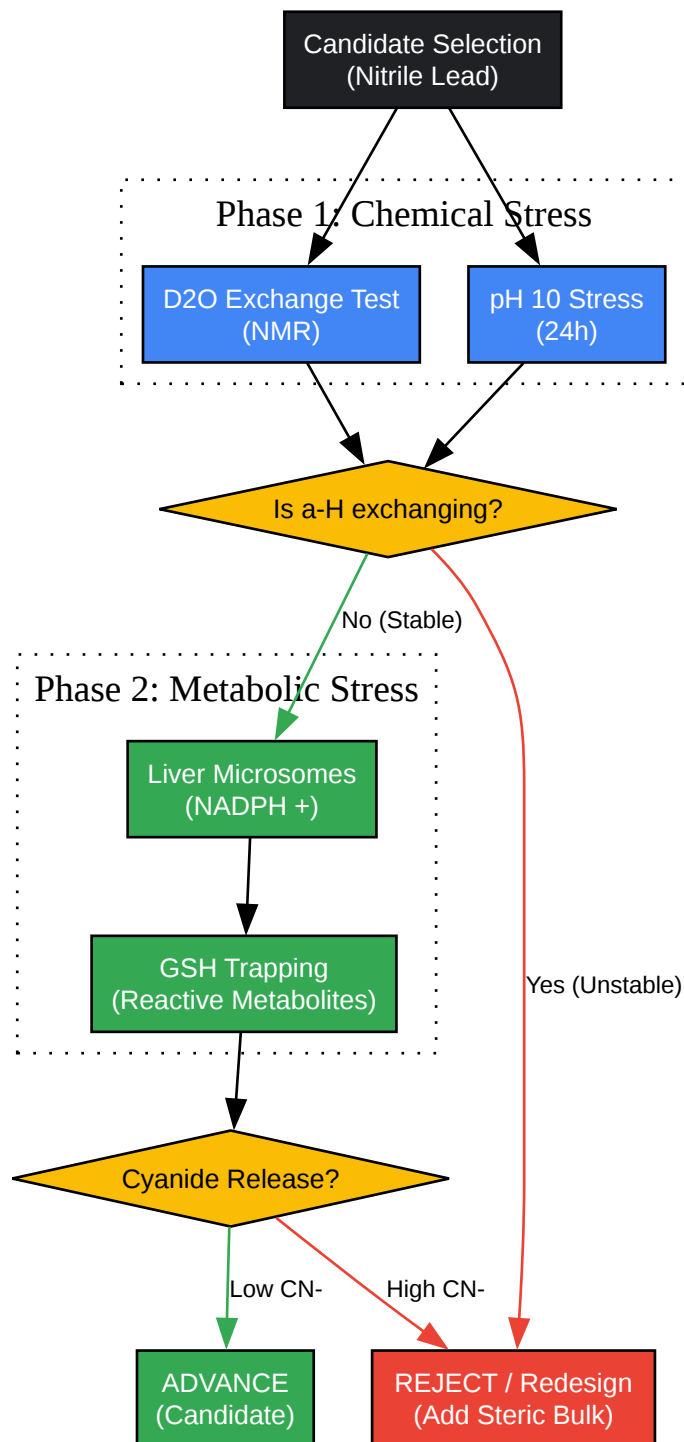 Candidate Selection
(Nitrile Lead)
Phase 1: Chemical Stress
D2O Exchange Test
(NMR)
pH 10 Stress
(24h)
Is a-H exchanging?
No (Stable)
Phase 2: Metabolic Stress
Liver Microsomes
(NADPH +)
GSH Trapping
(Reactive Metabolites)
Yes (Unstable)
Cyanide Release?
Low CN-
High CN-
ADVANCE
(Candidate)
REJECT / Redesign
(Add Steric Bulk)